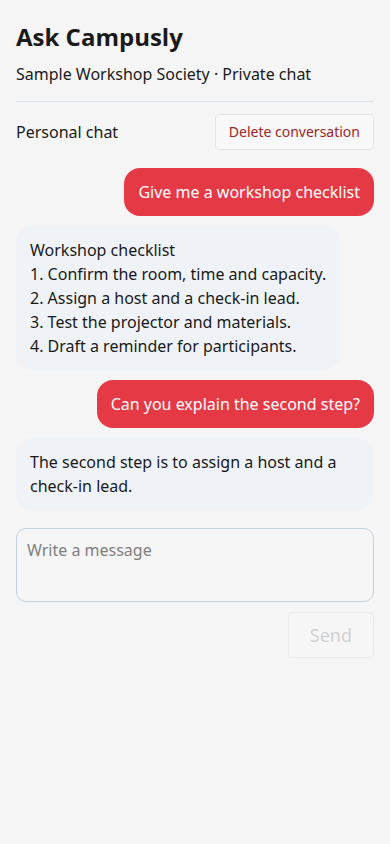 Ask Campusly
Sample Workshop Society · Private chat
Personal chat
Delete conversation
Give me a workshop checklist
Workshop checklist
1. Confirm the room, time and capacity.
2. Assign a host and a check-in lead.
3. Test the projector and materials.
4. Draft a reminder for participants.
Can you explain the second step?
The second step is to assign a host and a
check-in lead.
Write a message
Send